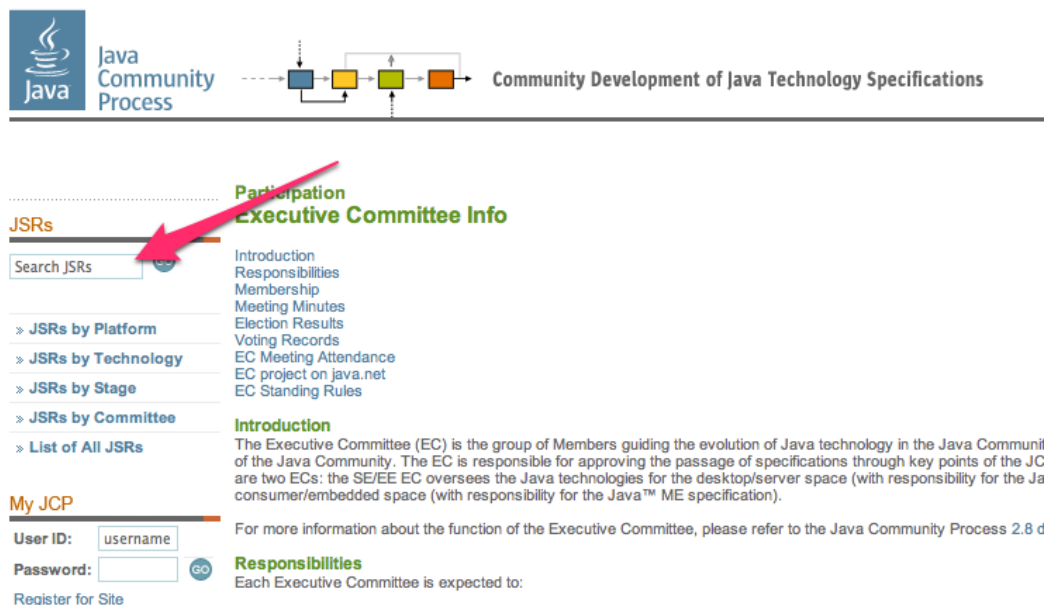 Java
Java
Community
Process
Community Development of Java Technology Specifications
JSRs
Search JSRs
» JSRs by Platform
» JSRs by Technology
» JSRs by Stage
» JSRs by Committee
» List of All JSRs
My JCP
User ID: username
Password: GO
Register for Site
Participation
Executive Committee Info
Introduction
Responsibilities
Membership
Meeting Minutes
Election Results
Voting Records
EC Meeting Attendance
EC project on java.net
EC Standing Rules
Introduction
The Executive Committee (EC) is the group of Members guiding the evolution of Java technology in the Java Communit
of the Java Community. The EC is responsible for approving the passage of specifications through key points of the JC
are two ECs: the SE/EE EC oversees the Java technologies for the desktop/server space (with responsibility for the Ja
consumer/embedded space (with responsibility for the Java™ ME specification).
For more information about the function of the Executive Committee, please refer to the Java Community Process 2.8 d
Responsibilities
Each Executive Committee is expected to: